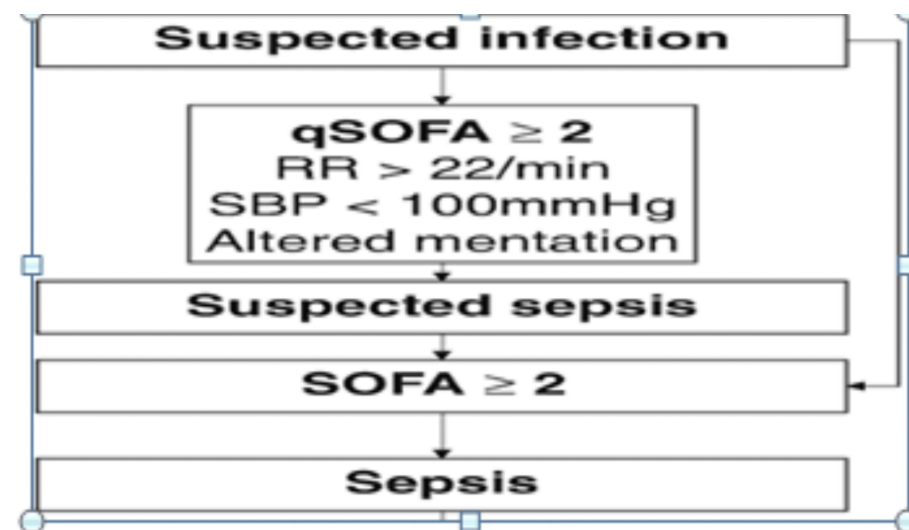 Suspected infection
qSOFA ≥ 2
RR > 22/min
SBP < 100mmHg
Altered mentation
Suspected sepsis
SOFA ≥ 2
Sepsis